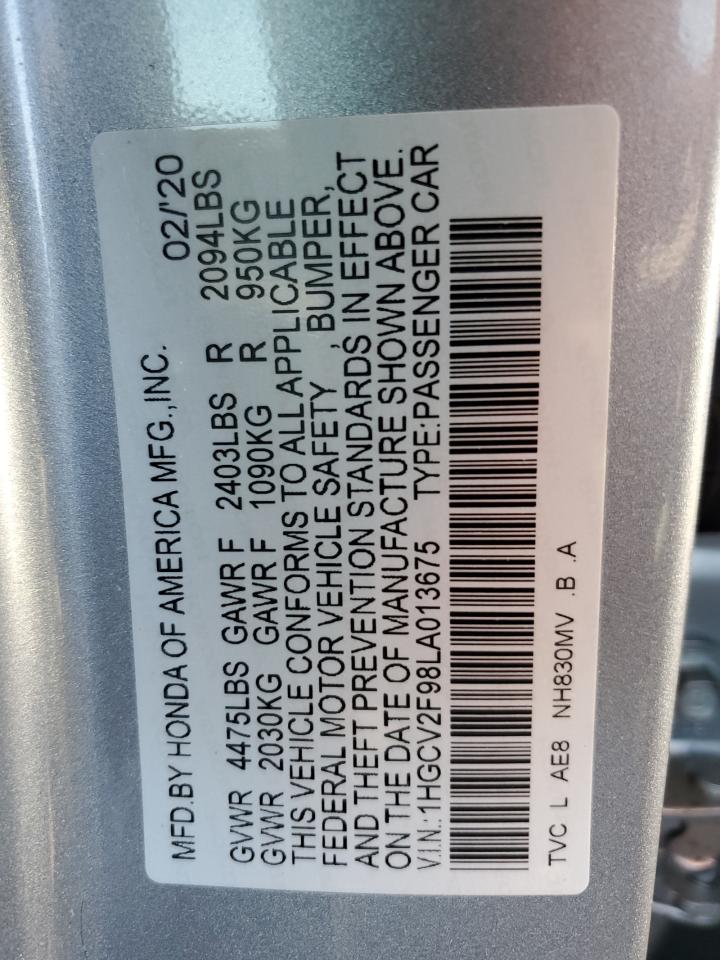 MFD.BY HONDA OF AMERICA MFG.,INC. 02/'20
GVWR 4475LBS GAWR F 2403LBS R 2094LBS
GVWR 2030KG GAWR F 1090KG R 950KG
THIS VEHICLE CONFORMS TO ALL APPLICABLE
FEDERAL MOTOR VEHICLE SAFETY , BUMPER,
AND THEFT PREVENTION STANDARDS IN EFFECT
ON THE DATE OF MANUFACTURE SHOWN ABOVE.
V.I.N.:1HGCV2F98LA013675 TYPE:PASSENGER CAR
TVC L AE8 NH830MV .B .A